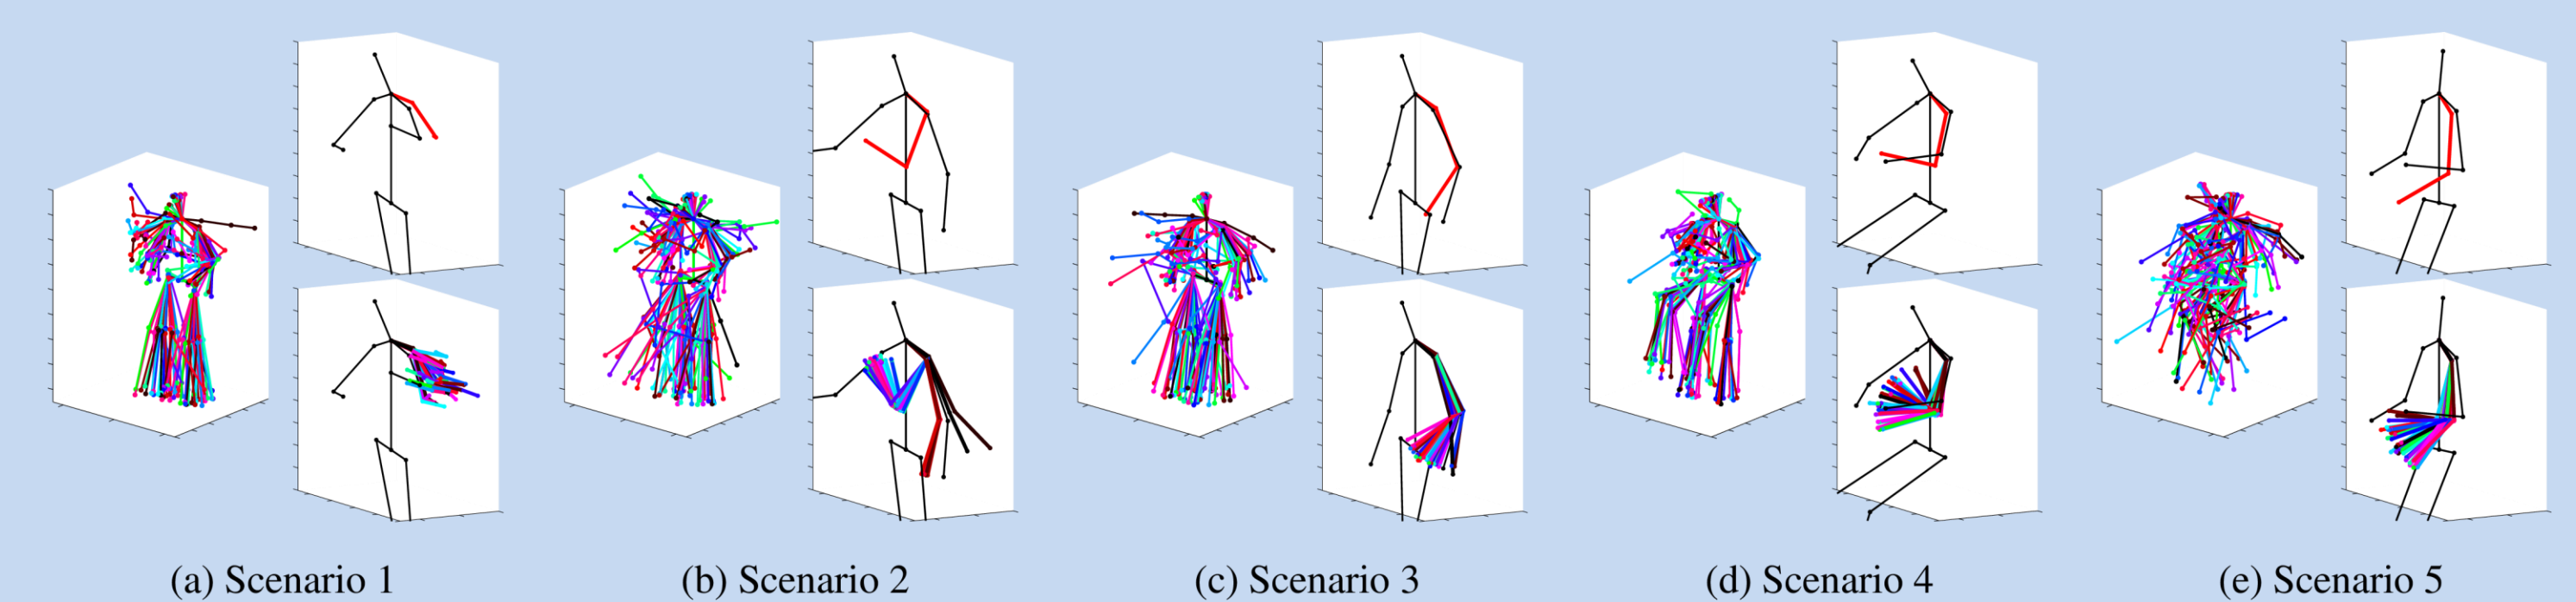 (a) Scenario 1
(b) Scenario 2
(c) Scenario 3
(d) Scenario 4
(e) Scenario 5